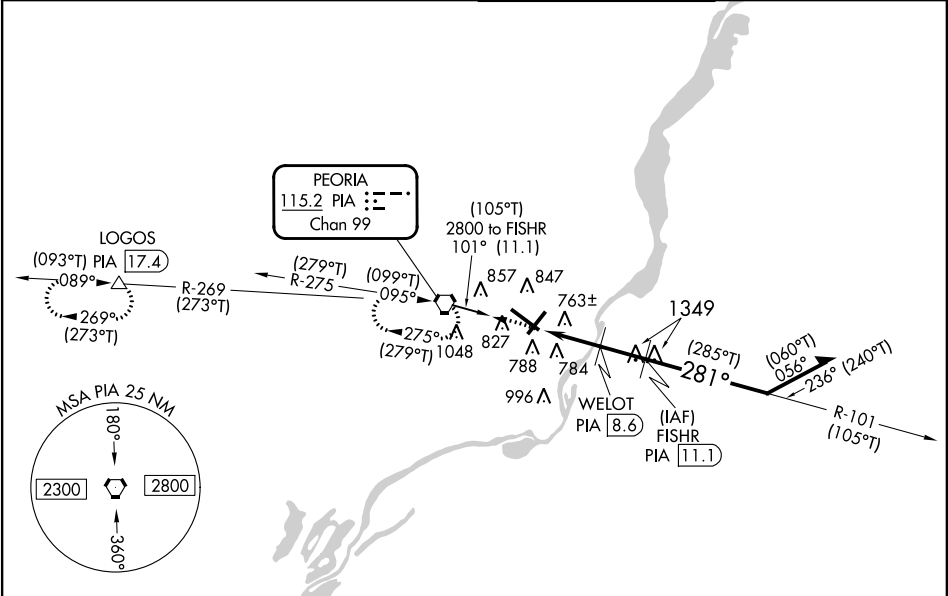 PEORIA
115.2 PIA
Chan 99
(105°T)
2800 to FISHR
101° (11.1)
LOGOS
PIA 17.4
(093°T)
089°
269°
(273°T)
R-269
(273°T)
(279°T)
R-275
(099°T)
095°
275°
(279°T)
1048
857
847
763±
827
788
784
996
1349
(285°T)
281°
(060°T)
056°
236° (240°T)
R-101
(105°T)
WELOT
PIA 8.6
(IAF)
FISHR
PIA 11.1
MSA PIA 25 NM
180°
2300
2800
360°